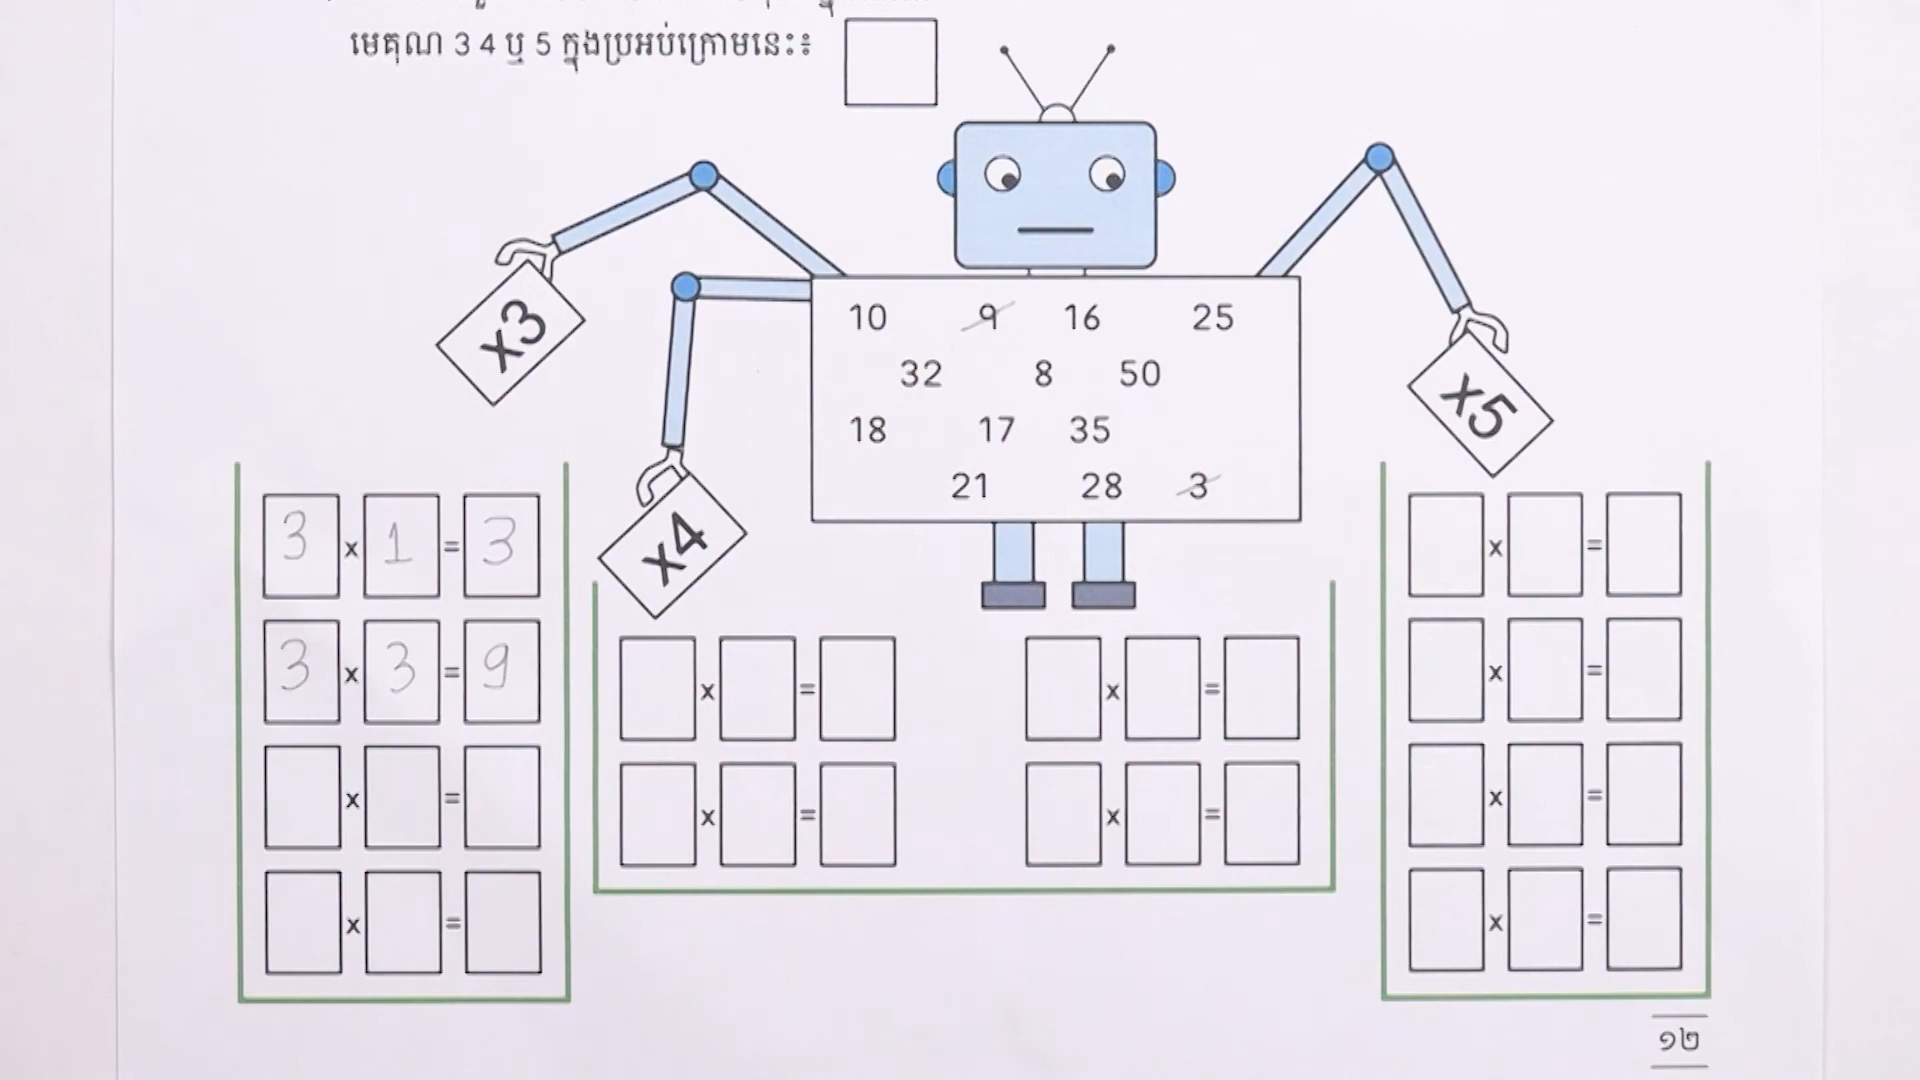 មេគុណ 3 4 ឬ 5 ក្នុងប្រអប់ក្រោមនេះ៖
x3
x4
x5
10 9 16 25
32 8 50
18 17 35
21 28 3
3 x 1 = 3
3 x 3 = 9
x =
x =
x = x =
x = x =
x =
x =
x =
x =
១២